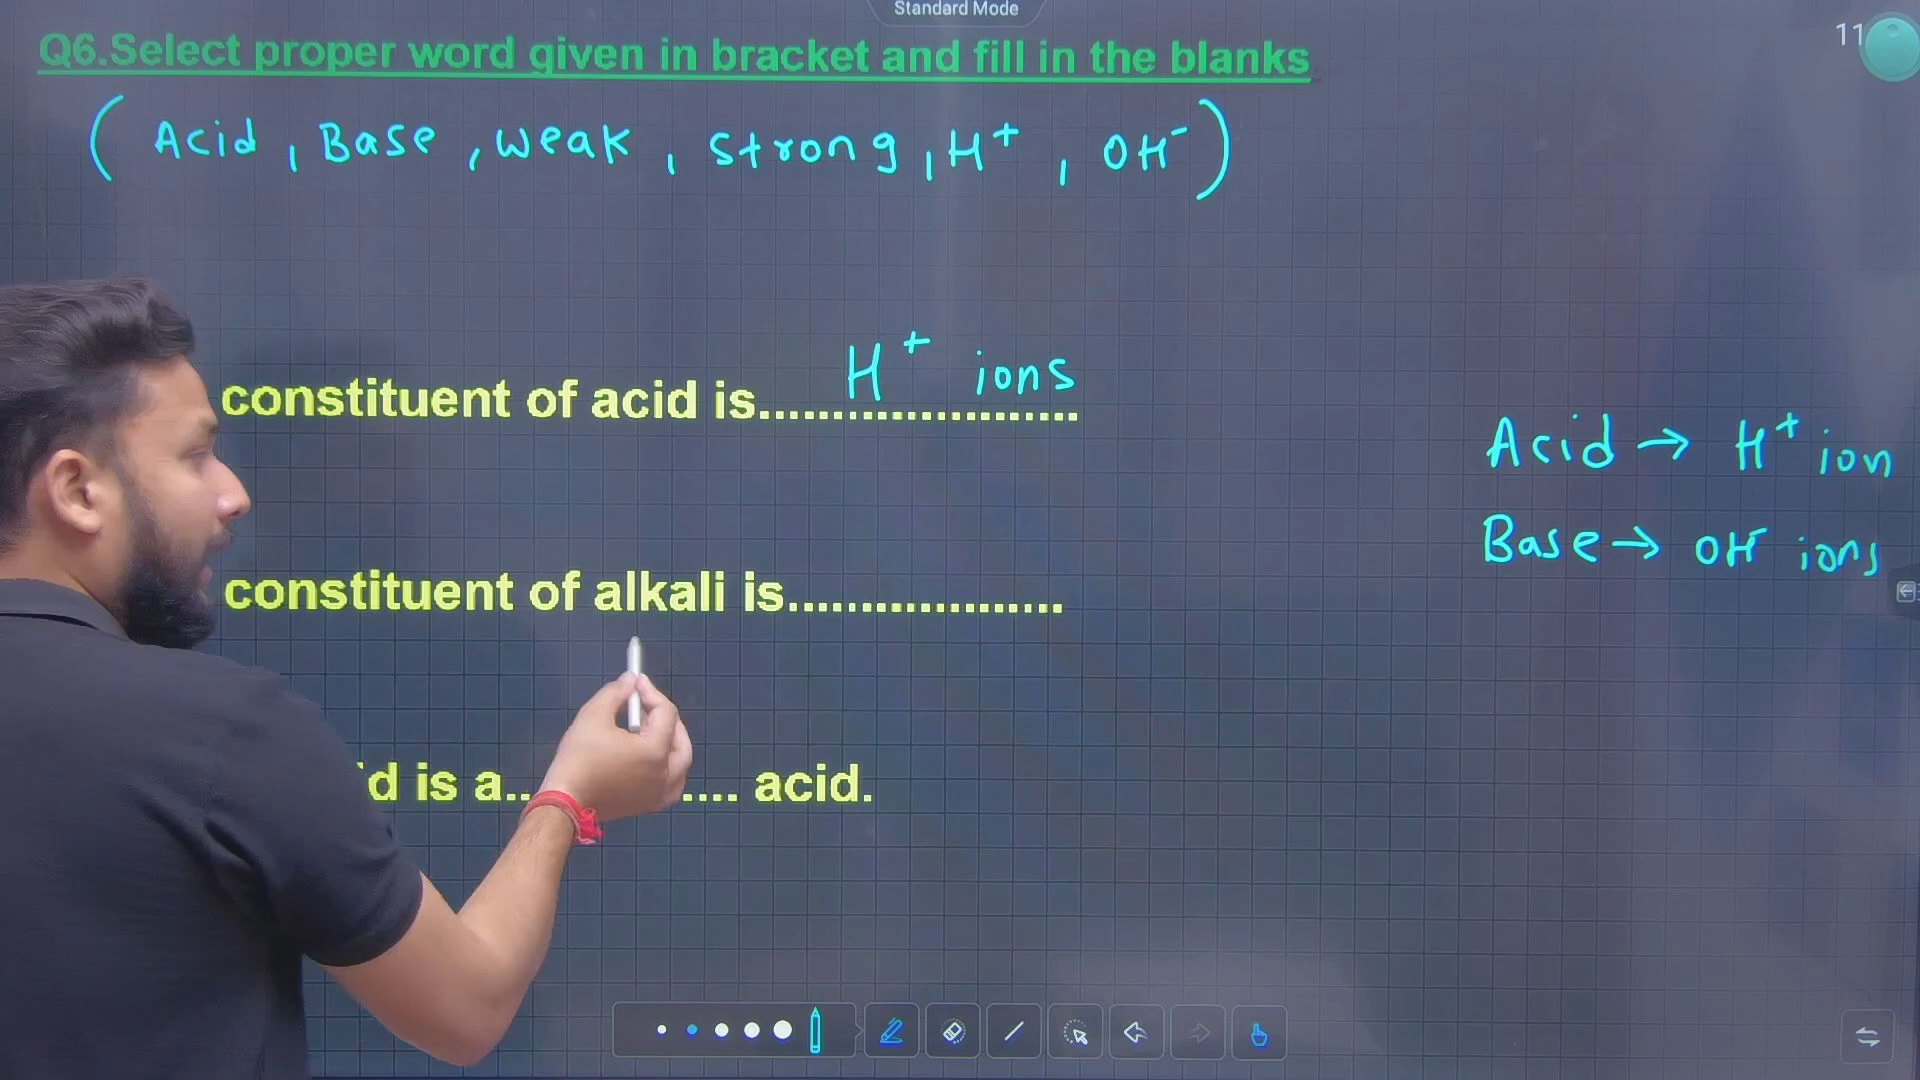 Standard Mode
11
Q6.Select proper word given in bracket and fill in the blanks
( Acid , Base , weak , strong , H+ , OH- )
constituent of acid is...................... H+ ions
Acid → H+ ion
Base → OH- ions
constituent of alkali is...................
d is a.. .... acid.